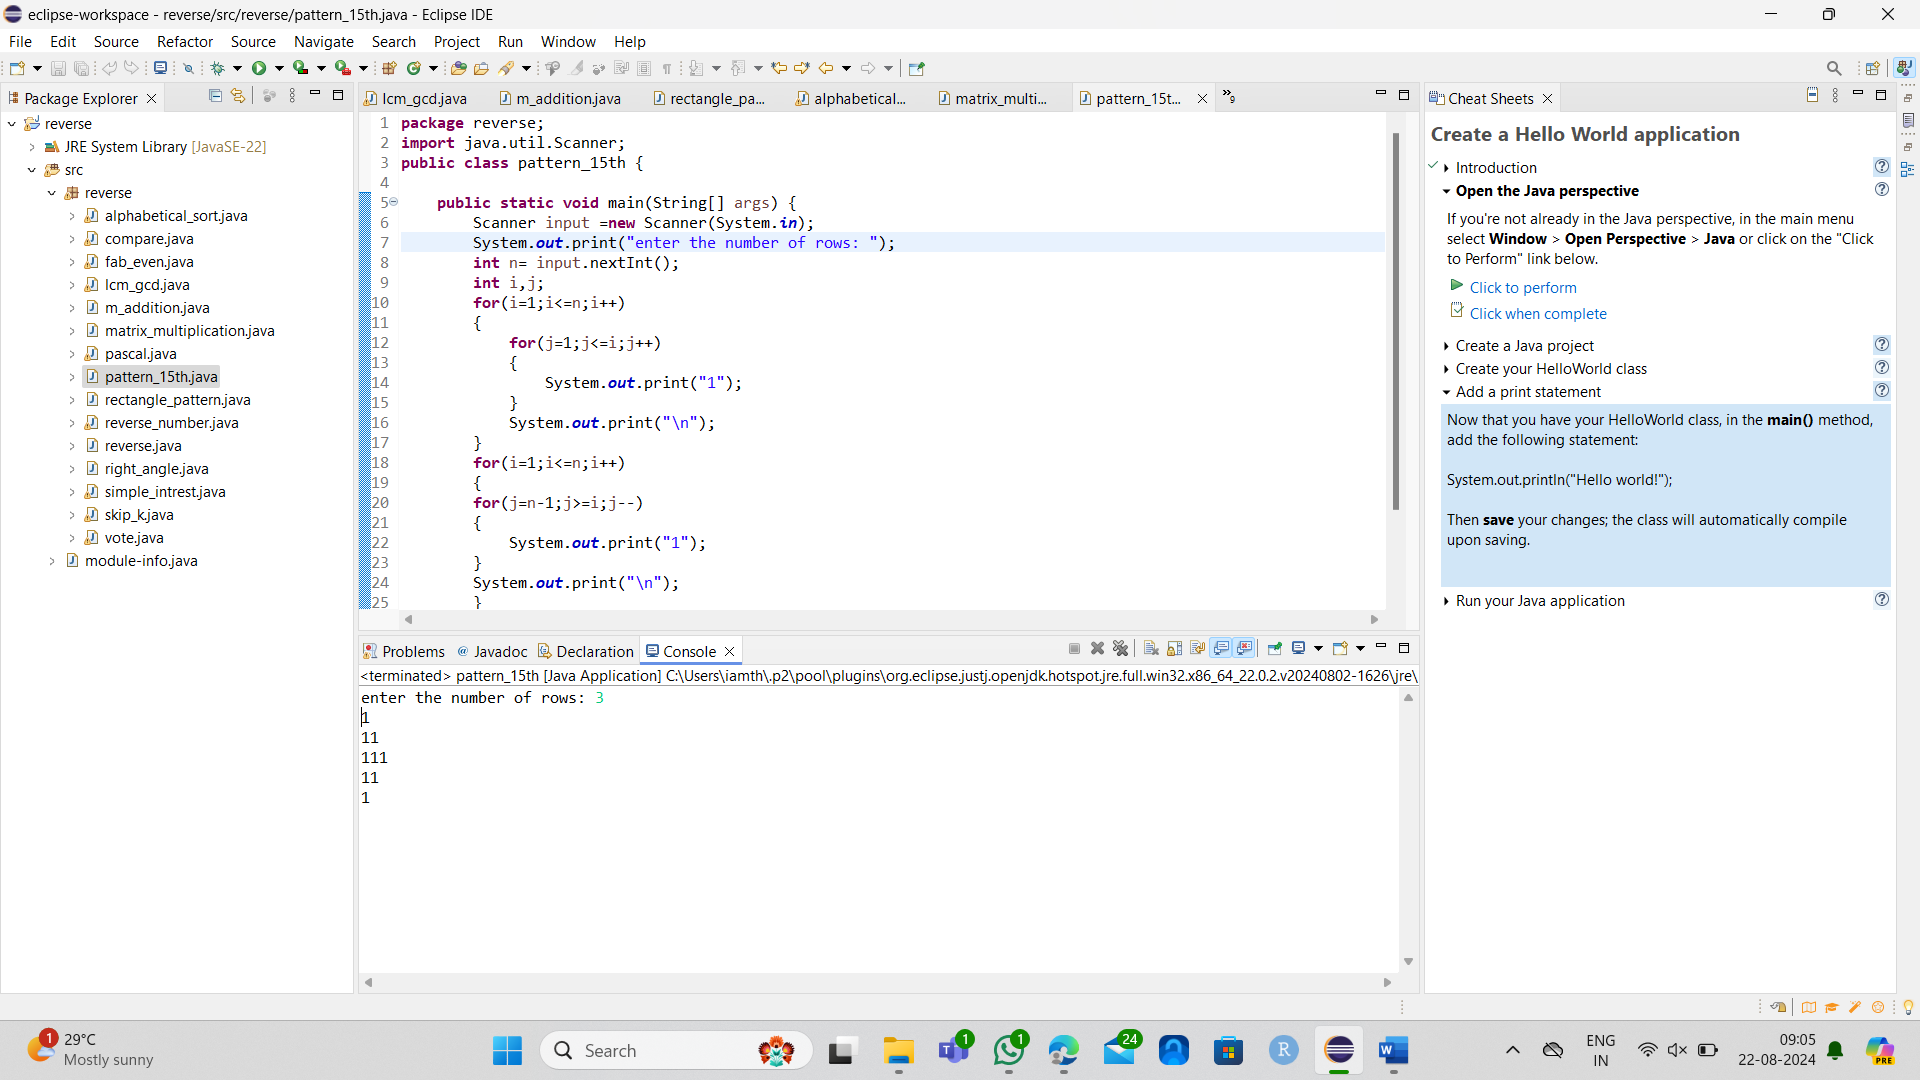 eclipse-workspace - reverse/src/reverse/pattern_15th.java - Eclipse IDE
File Edit Source Refactor Source Navigate Search Project Run Window Help
Package Explorer
reverse
JRE System Library [JavaSE-22]
src
reverse
alphabetical_sort.java
compare.java
fab_even.java
lcm_gcd.java
m_addition.java
matrix_multiplication.java
pascal.java
pattern_15th.java
rectangle_pattern.java
reverse_number.java
reverse.java
right_angle.java
simple_intrest.java
skip_k.java
vote.java
module-info.java
lcm_gcd.java m_addition.java rectangle_pa... alphabetical... matrix_multi... pattern_15t... »9
1 package reverse;
2 import java.util.Scanner;
3 public class pattern_15th {
4
5 public static void main(String[] args) {
6 Scanner input =new Scanner(System.in);
7 System.out.print("enter the number of rows: ");
8 int n= input.nextInt();
9 int i,j;
10 for(i=1;i<=n;i++)
11 {
12 for(j=1;j<=i;j++)
13 {
14 System.out.print("1");
15 }
16 System.out.print("\n");
17 }
18 for(i=1;i<=n;i++)
19 {
20 for(j=n-1;j>=i;j--)
21 {
22 System.out.print("1");
23 }
24 System.out.print("\n");
25 }
Problems Javadoc Declaration Console
<terminated> pattern_15th [Java Application] C:\Users\iamth\.p2\pool\plugins\org.eclipse.justj.openjdk.hotspot.jre.full.win32.x86_64_22.0.2.v20240802-1626\jre\
enter the number of rows: 3
1
11
111
11
1
Cheat Sheets
Create a Hello World application
Introduction
Open the Java perspective
If you're not already in the Java perspective, in the main menu
select Window > Open Perspective > Java or click on the "Click
to Perform" link below.
Click to perform
Click when complete
Create a Java project
Create your HelloWorld class
Add a print statement
Now that you have your HelloWorld class, in the main() method,
add the following statement:
System.out.println("Hello world!");
Then save your changes; the class will automatically compile
upon saving.
Run your Java application
1
29°C
Mostly sunny
Search
1
1
24
R
W
ENG
IN
09:05
22-08-2024
PRE